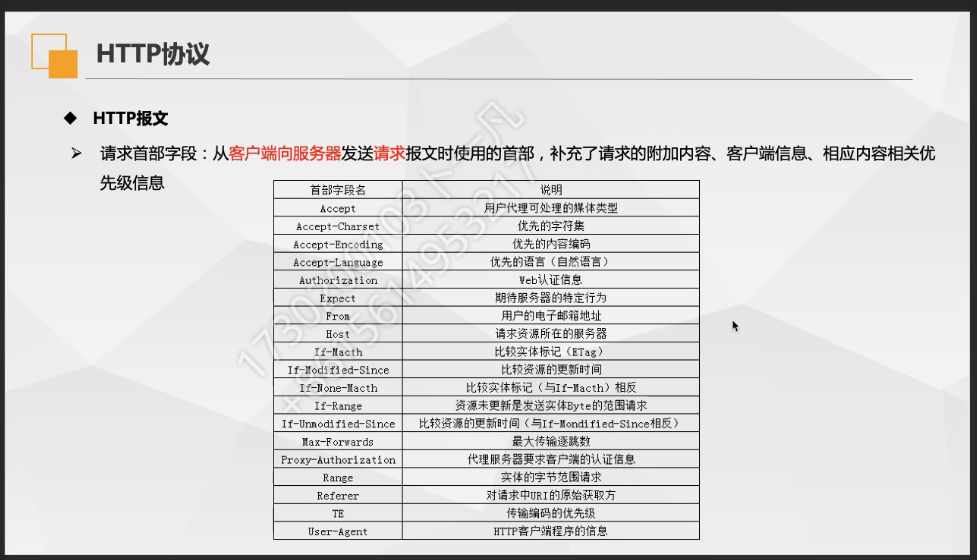 HTTP协议
◆ HTTP报文
➢ 请求首部字段：从客户端向服务器发送请求报文时使用的首部，补充了请求的附加内容、客户端信息、相应内容相关优
先级信息
首部字段名 说明
Accept 用户代理可处理的媒体类型
Accept-Charset 优先的字符集
Accept-Encoding 优先的内容编码
Accept-Language 优先的语言（自然语言）
Authorization Web认证信息
Expect 期待服务器的特定行为
From 用户的电子邮箱地址
Host 请求资源所在的服务器
If-Macth 比较实体标记（ETag）
If-Modified-Since 比较资源的更新时间
If-None-Macth 比较实体标记（与If-Macth）相反
If-Range 资源未更新是发送实体Byte的范围请求
If-Unmodified-Since 比较资源的更新时间（与If-Mondified-Since相反）
Max-Forwards 最大传输逐跳数
Proxy-Authorization 代理服务器要求客户端的认证信息
Range 实体的字节范围请求
Referer 对请求中URI的原始获取方
TE 传输编码的优先级
User-Agent HTTP客户端程序的信息